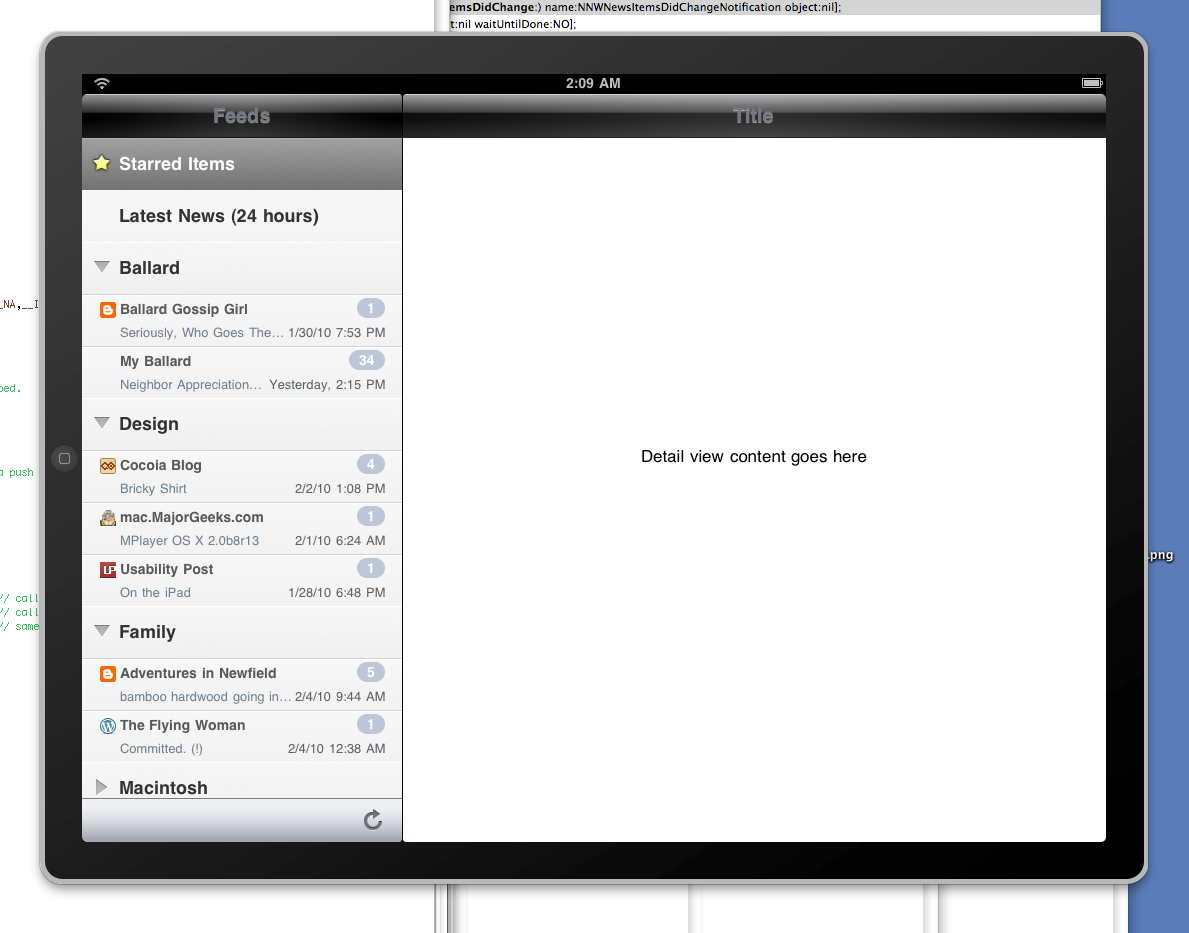 emsDidChange:) name:NNWNewsItemsDidChangeNotification object:nil];
t:nil waitUntilDone:NO];
2:09 AM
Feeds
Title
Starred Items
Latest News (24 hours)
Ballard
Ballard Gossip Girl 1
Seriously, Who Goes The... 1/30/10 7:53 PM
My Ballard 34
Neighbor Appreciation... Yesterday, 2:15 PM
Design
Cocoia Blog 4
Bricky Shirt 2/2/10 1:08 PM
mac.MajorGeeks.com 1
MPlayer OS X 2.0b8r13 2/1/10 6:24 AM
Usability Post 1
On the iPad 1/28/10 6:48 PM
Family
Adventures in Newfield 5
bamboo hardwood going in... 2/4/10 9:44 AM
The Flying Woman 1
Committed. (!) 2/4/10 12:38 AM
Macintosh
Detail view content goes here
_NA,__I
ped.
a push
// call
// call
// same
.png